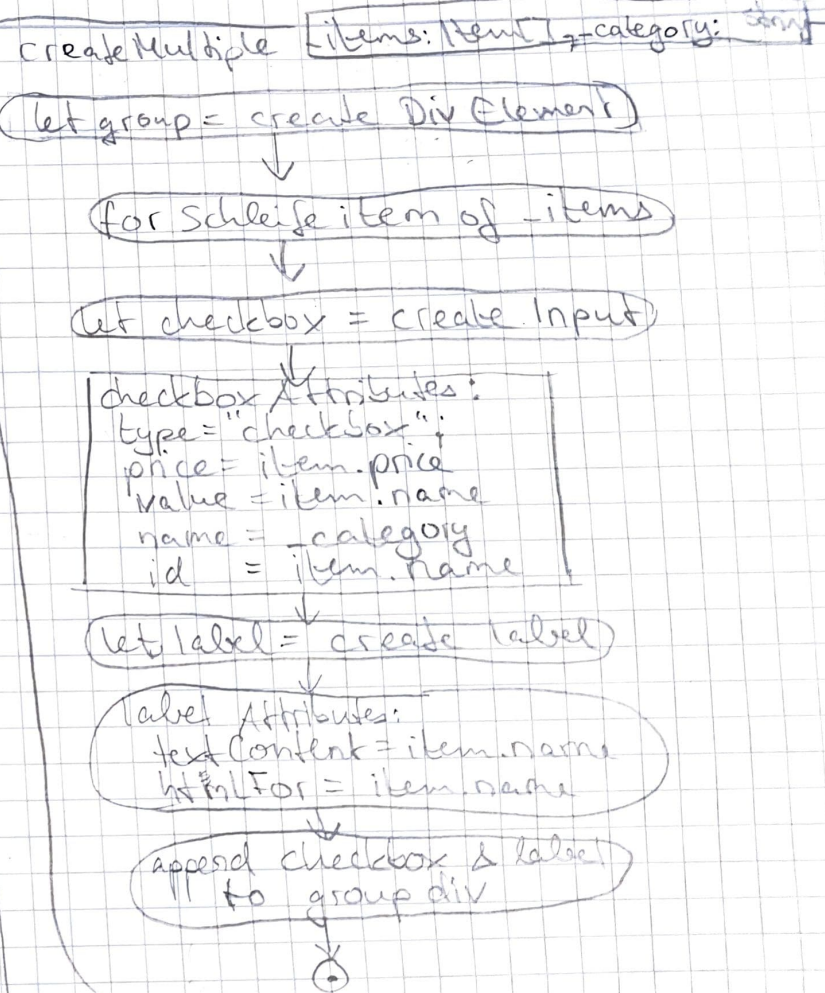 createMultiple [_items: Item[], _category: string]
let group = create DivElement
for Schleife item of _items
let checkbox = create Input
checkbox Attributes:
type="checkbox";
price = item.price
value = item.name
name = _category
id = item.name
let label = create label
label Attributes:
textContent = item.name
htmlFor = item.name
append checkbox & label
to group div